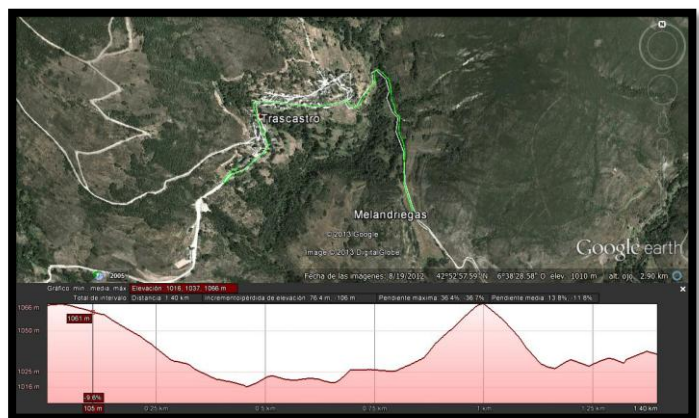 N
Trascastro
Melandriegas
© 2013 Google
Image © 2013 DigitalGlobe
Google earth
2005
Fecha de las imágenes: 8/19/2012 42°52'57.59" N 6°38'28.58" O elev. 1010 m alt. ojo 2.90 km
Gráfico mín. media máx. Elevación: 1016, 1037, 1066 m
Total de intervalo Distancia: 1.40 km Incremento/pérdida de elevación: 76.4 m, -106 m Pendiente máxima: 36.4%, -36.7% Pendiente media: 13.8%, -11.8%
1066 m
1061 m
1050 m
1025 m
1016 m
-9.6%
105 m 0.25 km 0.5 km 0.75 km 1 km 1.25 km 1.40 km